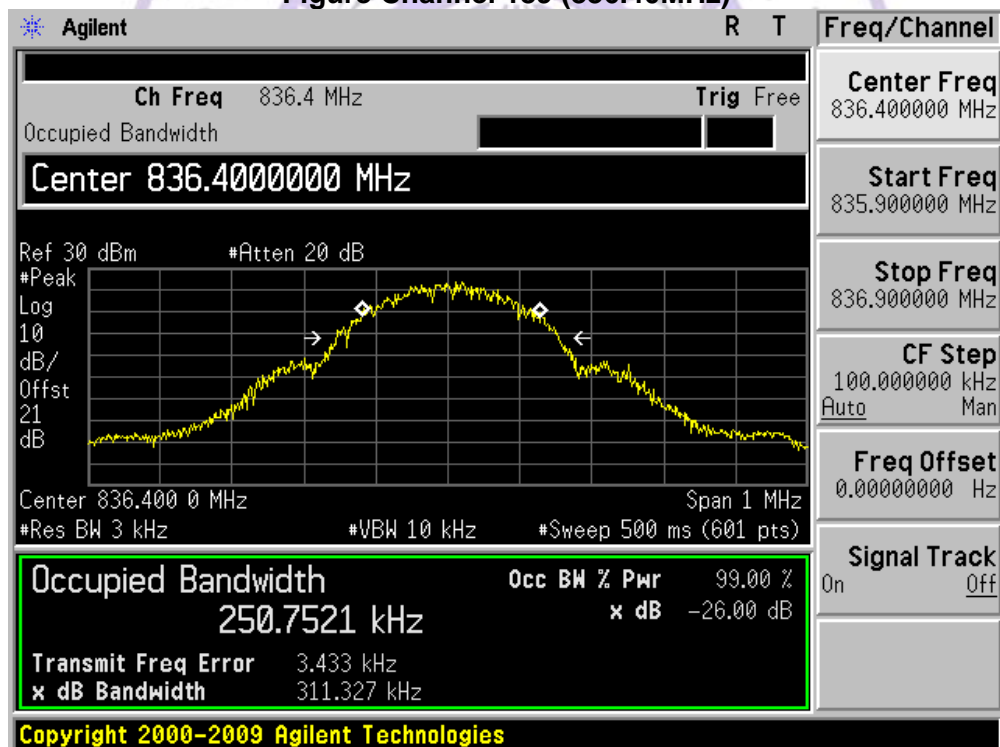 Agilent R T Freq/Channel
Ch Freq 836.4 MHz Trig Free
Occupied Bandwidth
Center 836.4000000 MHz
Ref 30 dBm #Atten 20 dB
#Peak
Log
10
dB/
Offst
21
dB
Center 836.400 0 MHz Span 1 MHz
#Res BW 3 kHz #VBW 10 kHz #Sweep 500 ms (601 pts)
Occupied Bandwidth Occ BW % Pwr 99.00 %
250.7521 kHz x dB -26.00 dB
Transmit Freq Error 3.433 kHz
x dB Bandwidth 311.327 kHz
Copyright 2000-2009 Agilent Technologies
Center Freq
836.400000 MHz
Start Freq
835.900000 MHz
Stop Freq
836.900000 MHz
CF Step
100.000000 kHz
Auto Man
Freq Offset
0.00000000 Hz
Signal Track
On Off